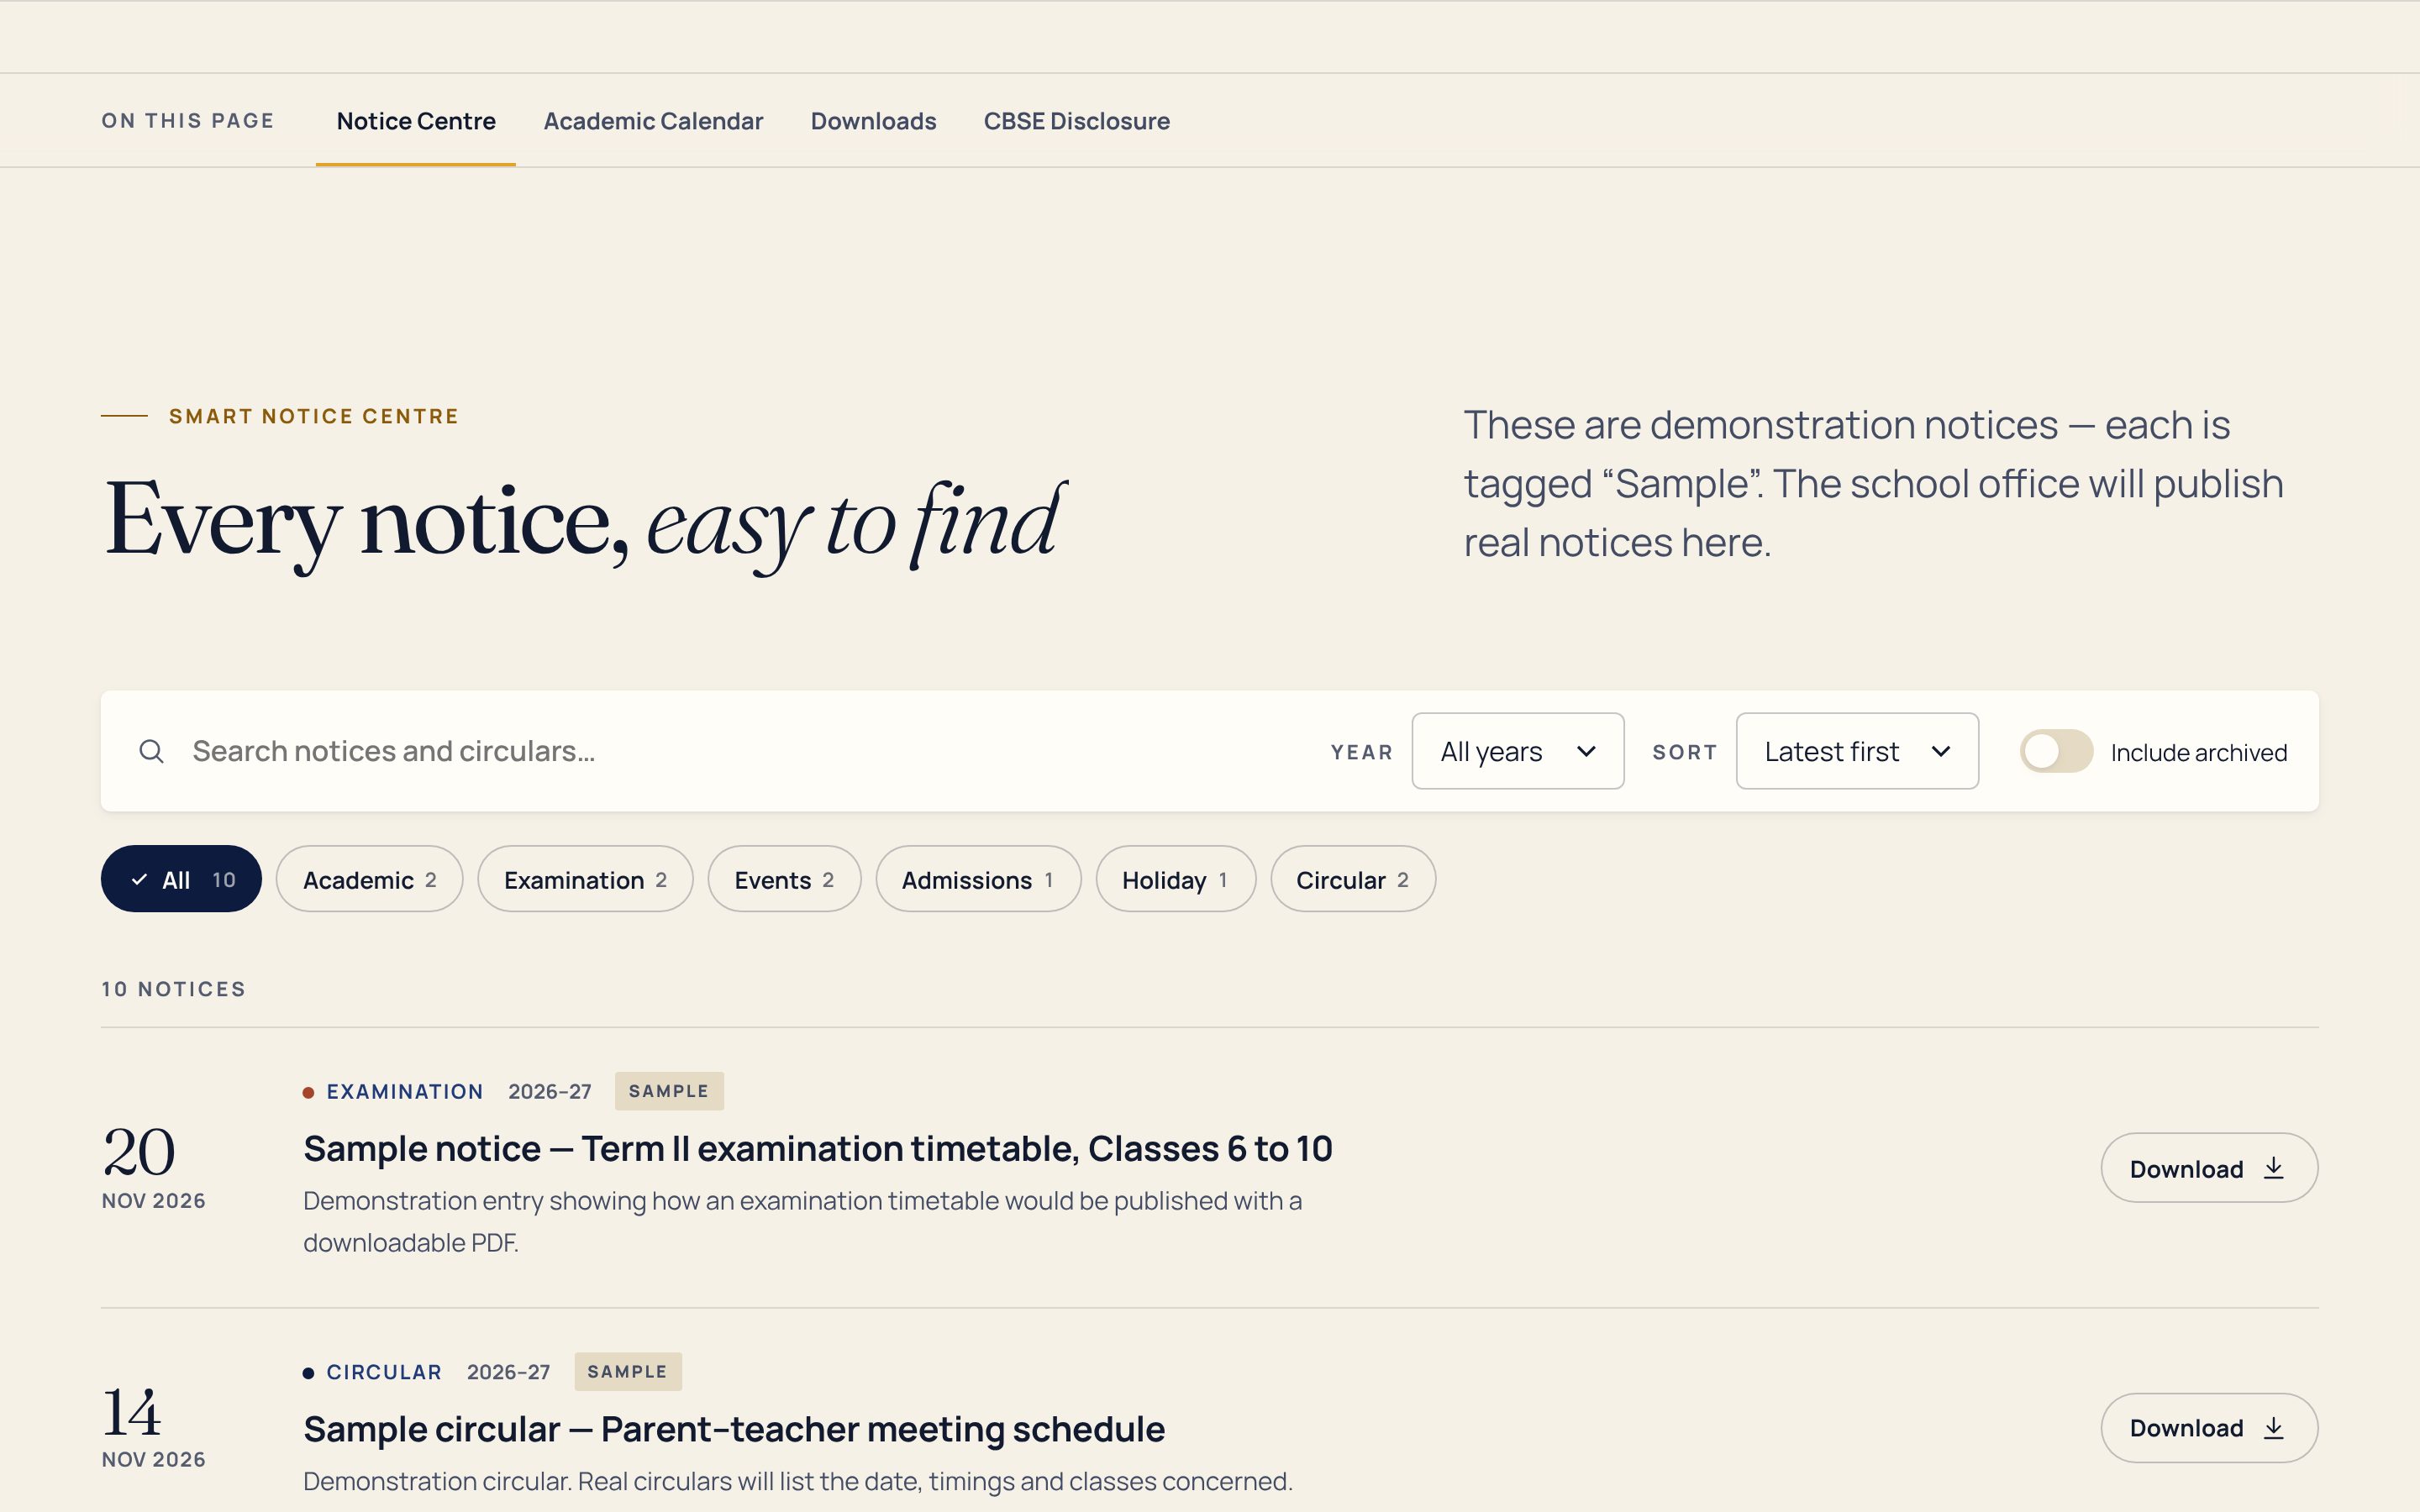 ON THIS PAGE Notice Centre Academic Calendar Downloads CBSE Disclosure
SMART NOTICE CENTRE
Every notice, easy to find
These are demonstration notices — each is
tagged “Sample”. The school office will publish
real notices here.
Search notices and circulars... YEAR All years SORT Latest first Include archived
All 10 Academic 2 Examination 2 Events 2 Admissions 1 Holiday 1 Circular 2
10 NOTICES
20
NOV 2026
EXAMINATION 2026–27 SAMPLE
Sample notice — Term II examination timetable, Classes 6 to 10
Demonstration entry showing how an examination timetable would be published with a
downloadable PDF.
Download
14
NOV 2026
CIRCULAR 2026–27 SAMPLE
Sample circular — Parent–teacher meeting schedule
Demonstration circular. Real circulars will list the date, timings and classes concerned.
Download